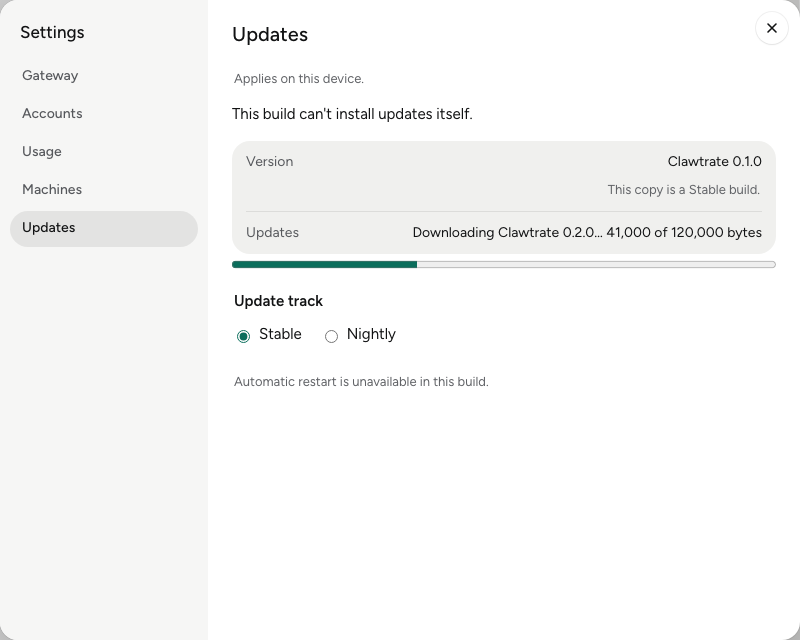 Settings
Gateway
Accounts
Usage
Machines
Updates
Updates
Applies on this device.
This build can't install updates itself.
Version
Clawtrate 0.1.0
This copy is a Stable build.
Updates
Downloading Clawtrate 0.2.0... 41,000 of 120,000 bytes
Update track
Stable
Nightly
Automatic restart is unavailable in this build.